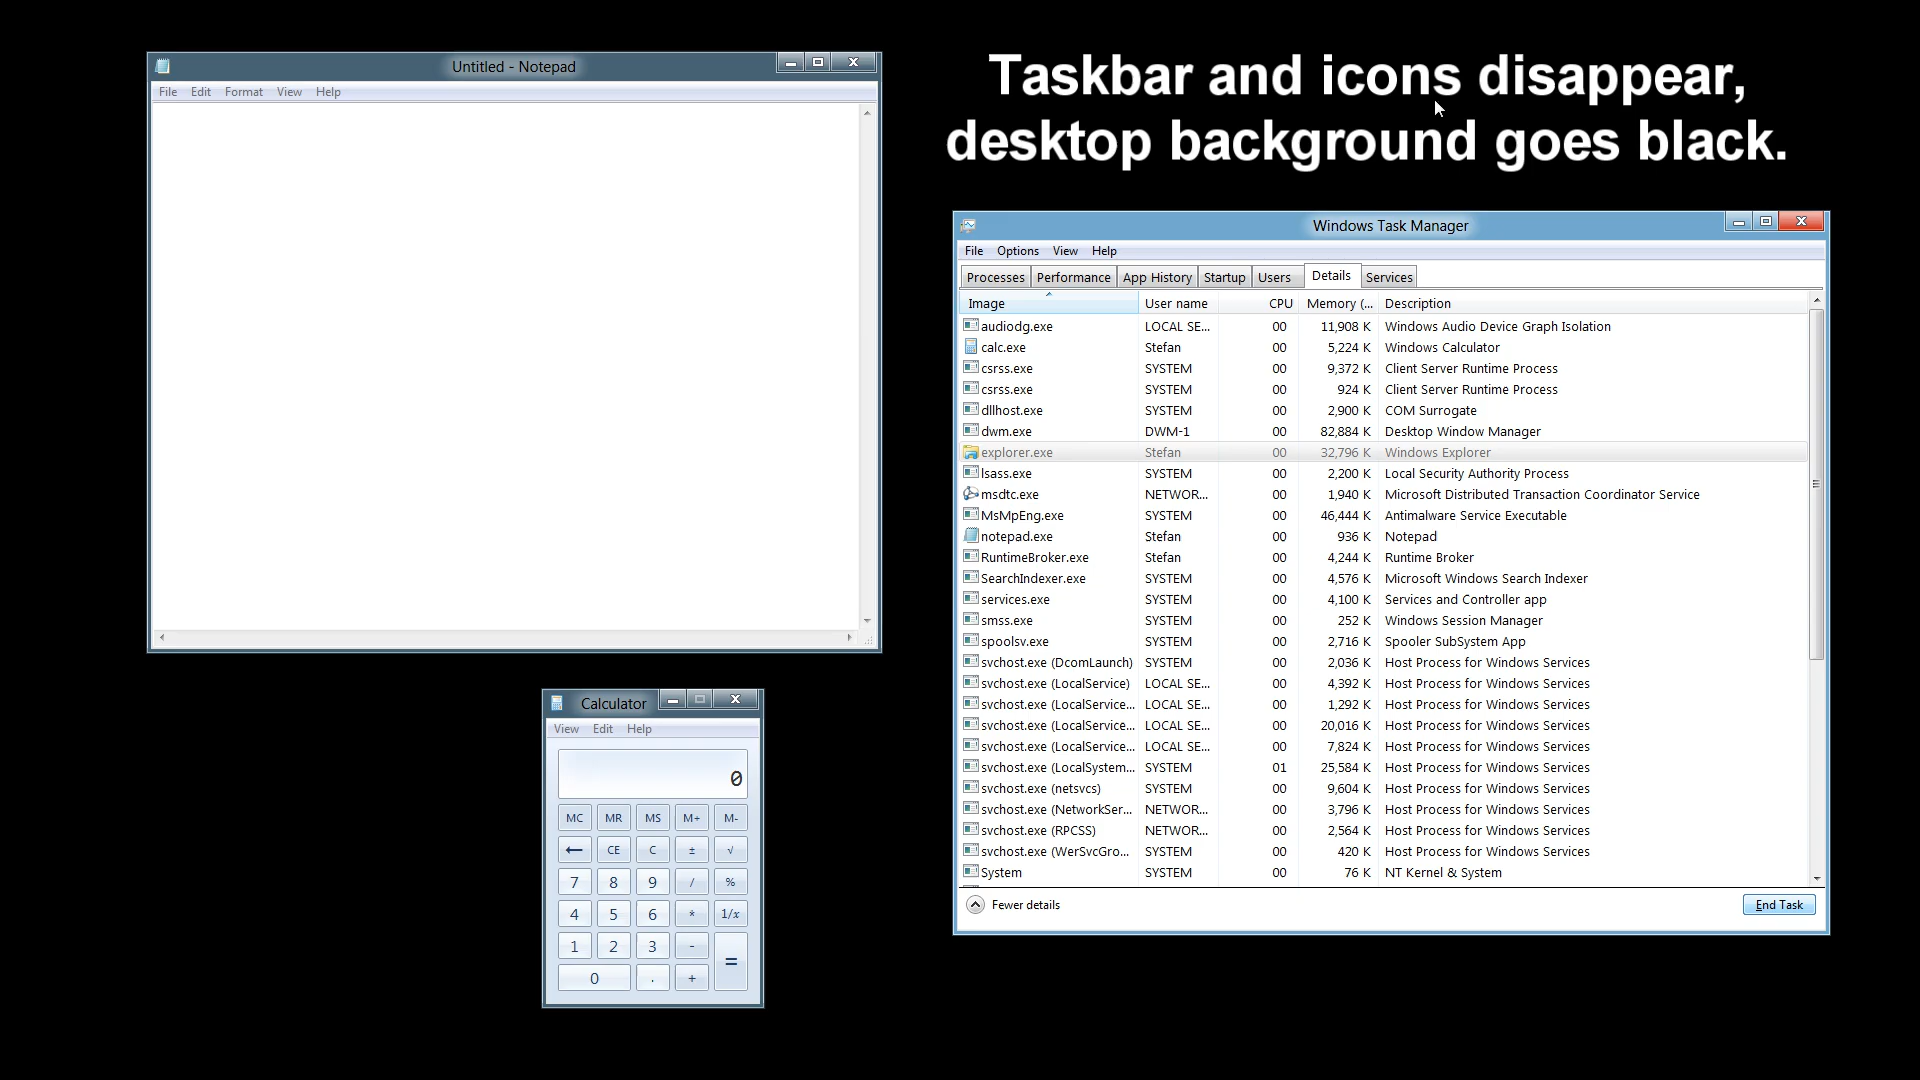 Untitled - Notepad
File Edit Format View Help
Taskbar and icons disappear,
desktop background goes black.
Windows Task Manager
File Options View Help
Processes Performance App History Startup Users Details Services
Image User name CPU Memory (... Description
audiodg.exe LOCAL SE... 00 11,908 K Windows Audio Device Graph Isolation
calc.exe Stefan 00 5,224 K Windows Calculator
csrss.exe SYSTEM 00 9,372 K Client Server Runtime Process
csrss.exe SYSTEM 00 924 K Client Server Runtime Process
dllhost.exe SYSTEM 00 2,900 K COM Surrogate
dwm.exe DWM-1 00 82,884 K Desktop Window Manager
explorer.exe Stefan 00 32,796 K Windows Explorer
lsass.exe SYSTEM 00 2,200 K Local Security Authority Process
msdtc.exe NETWOR... 00 1,940 K Microsoft Distributed Transaction Coordinator Service
MsMpEng.exe SYSTEM 00 46,444 K Antimalware Service Executable
notepad.exe Stefan 00 936 K Notepad
RuntimeBroker.exe Stefan 00 4,244 K Runtime Broker
SearchIndexer.exe SYSTEM 00 4,576 K Microsoft Windows Search Indexer
services.exe SYSTEM 00 4,100 K Services and Controller app
smss.exe SYSTEM 00 252 K Windows Session Manager
spoolsv.exe SYSTEM 00 2,716 K Spooler SubSystem App
svchost.exe (DcomLaunch) SYSTEM 00 2,036 K Host Process for Windows Services
svchost.exe (LocalService) LOCAL SE... 00 4,392 K Host Process for Windows Services
svchost.exe (LocalService... LOCAL SE... 00 1,292 K Host Process for Windows Services
svchost.exe (LocalService... LOCAL SE... 00 20,016 K Host Process for Windows Services
svchost.exe (LocalService... LOCAL SE... 00 7,824 K Host Process for Windows Services
svchost.exe (LocalSystem... SYSTEM 01 25,584 K Host Process for Windows Services
svchost.exe (netsvcs) SYSTEM 00 9,604 K Host Process for Windows Services
svchost.exe (NetworkSer... NETWOR... 00 3,796 K Host Process for Windows Services
svchost.exe (RPCSS) NETWOR... 00 2,564 K Host Process for Windows Services
svchost.exe (WerSvcGro... SYSTEM 00 420 K Host Process for Windows Services
System SYSTEM 00 76 K NT Kernel & System
Fewer details End Task
Calculator
View Edit Help
0
MC MR MS M+ M-
← CE C ± √
7 8 9 / %
4 5 6 * 1/x
1 2 3 - =
0 . +